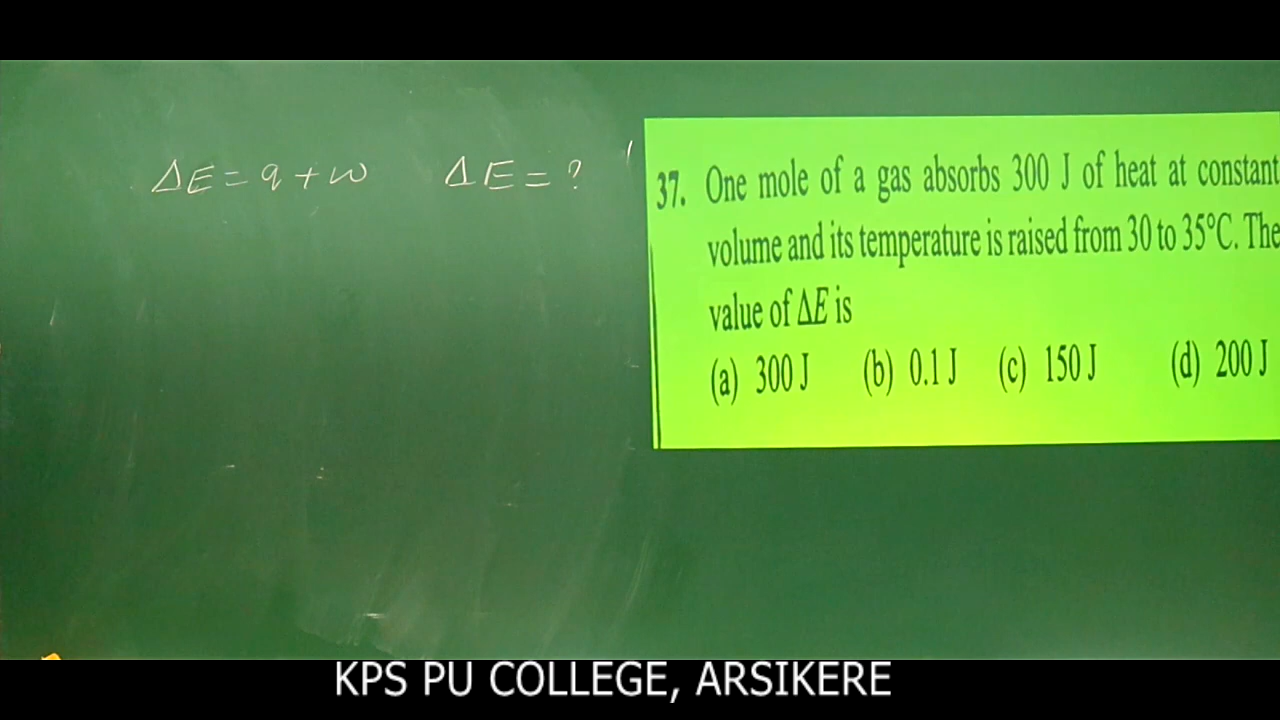 ΔE = q + w    ΔE = ?
37. One mole of a gas absorbs 300 J of heat at constant
volume and its temperature is raised from 30 to 35°C. The
value of ΔE is
(a) 300 J (b) 0.1 J (c) 150 J (d) 200 J
KPS PU COLLEGE, ARSIKERE